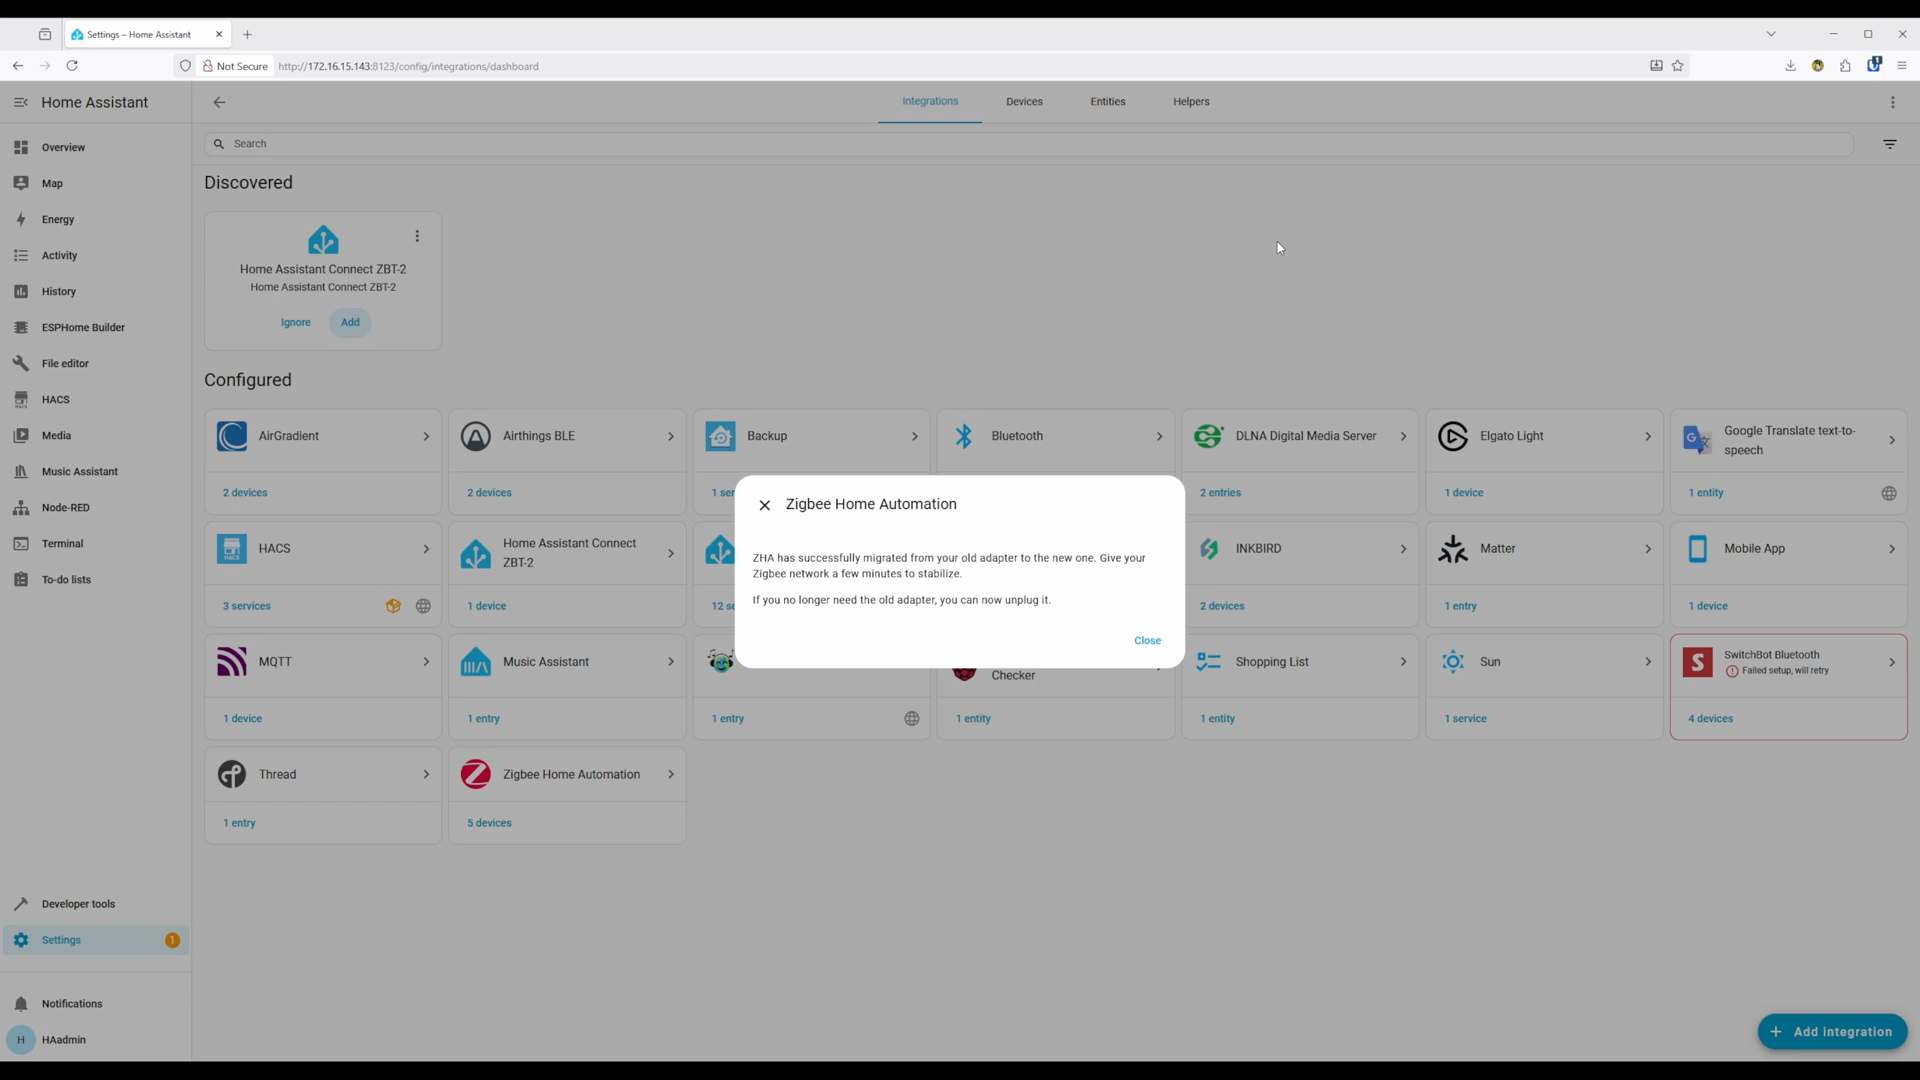 Settings – Home Assistant
Not Secure
http://172.16.15.143:8123/config/integrations/dashboard
Home Assistant
Integrations
Devices
Entities
Helpers
Overview
Map
Energy
Activity
History
ESPHome Builder
File editor
HACS
Media
Music Assistant
Node-RED
Terminal
To-do lists
Developer tools
Settings
1
Notifications
H
HAadmin
Search
Discovered
Home Assistant Connect ZBT-2
Home Assistant Connect ZBT-2
Ignore
Add
Configured
AirGradient
2 devices
Airthings BLE
2 devices
Backup
1 ser
Bluetooth
DLNA Digital Media Server
2 entries
Elgato Light
1 device
Google Translate text-to-
speech
1 entity
HACS
HACS
3 services
Home Assistant Connect
ZBT-2
1 device
12 se
INKBIRD
2 devices
Matter
1 entry
Mobile App
1 device
MQTT
1 device
Music Assistant
1 entry
1 entry
Checker
1 entity
Shopping List
1 entity
Sun
1 service
S
SwitchBot Bluetooth
Failed setup, will retry
4 devices
Thread
1 entry
Zigbee Home Automation
5 devices
Zigbee Home Automation
ZHA has successfully migrated from your old adapter to the new one. Give your
Zigbee network a few minutes to stabilize.
If you no longer need the old adapter, you can now unplug it.
Close
Add integration